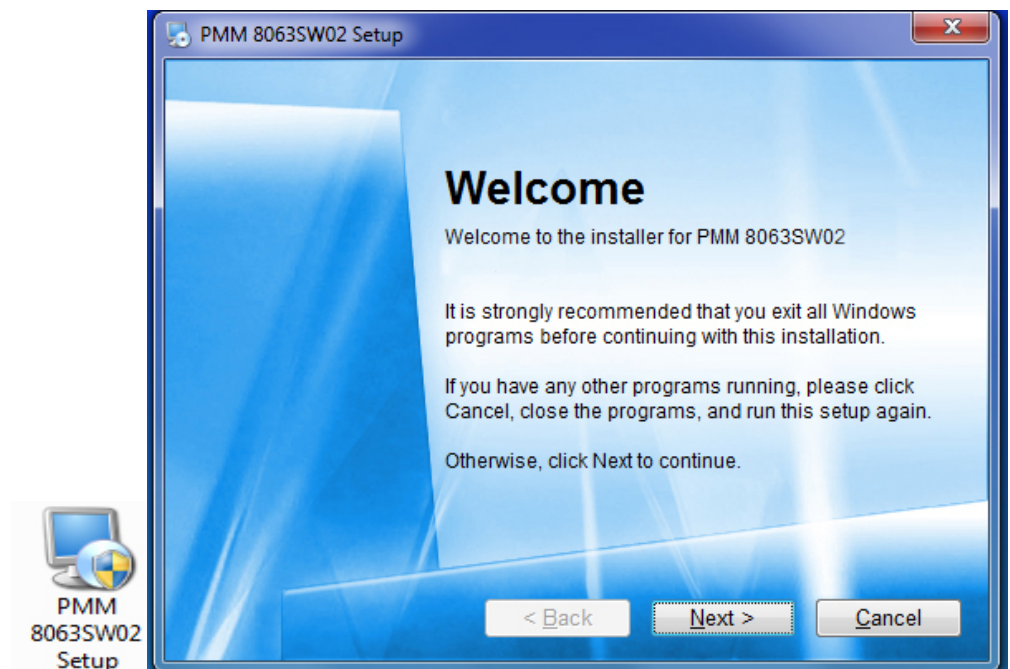 PMM 8063SW02 Setup
Welcome
Welcome to the installer for PMM 8063SW02
It is strongly recommended that you exit all Windows
programs before continuing with this installation.
If you have any other programs running, please click
Cancel, close the programs, and run this setup again.
Otherwise, click Next to continue.
< Back
Next >
Cancel
PMM
8063SW02
Setup